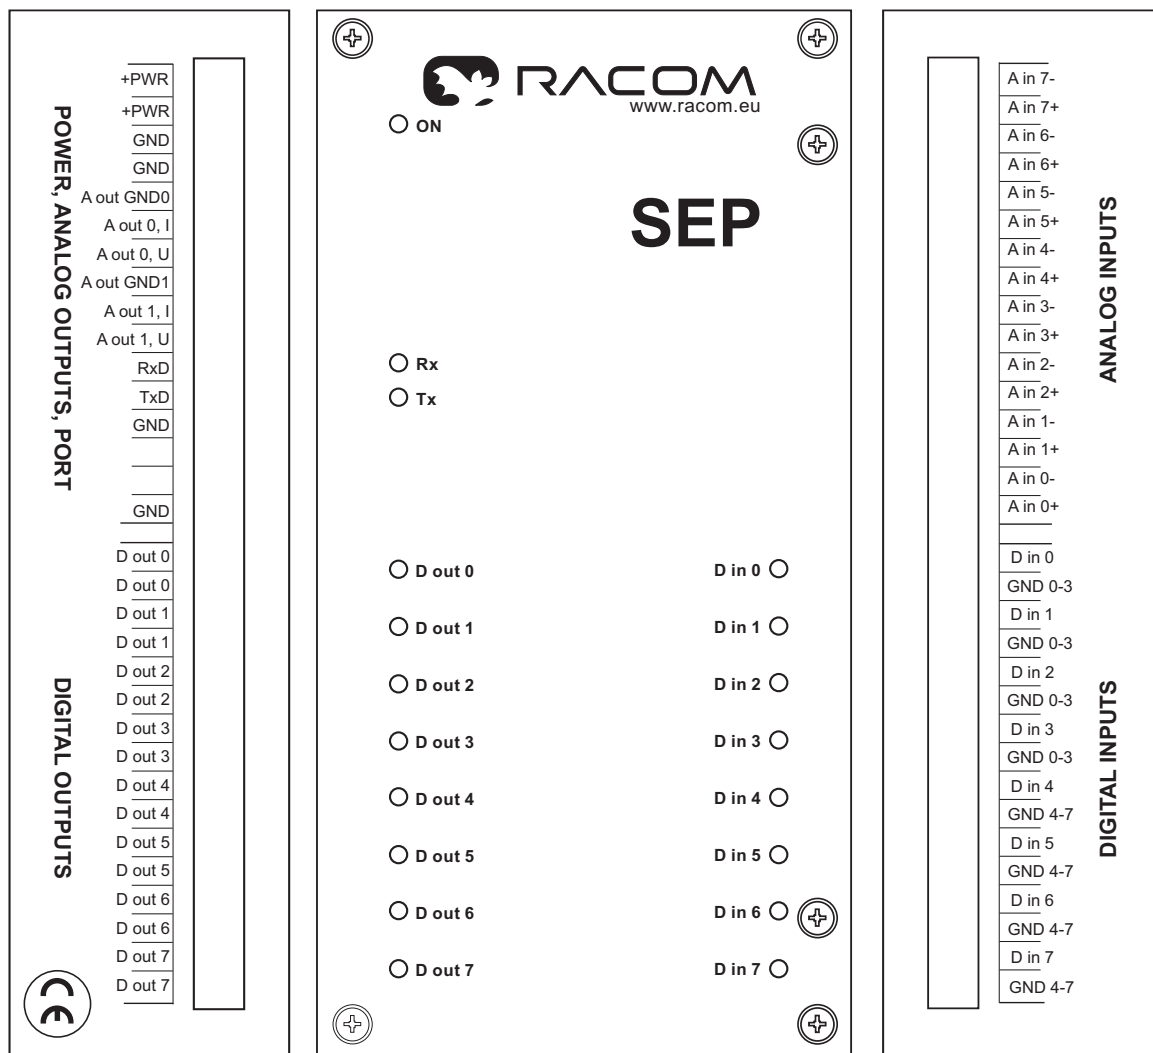 POWER, ANALOG OUTPUTS, PORT
+PWR
+PWR
GND
GND
A out GND0
A out 0, I
A out 0, U
A out GND1
A out 1, I
A out 1, U
RxD
TxD
GND
GND
DIGITAL OUTPUTS
D out 0
D out 0
D out 1
D out 1
D out 2
D out 2
D out 3
D out 3
D out 4
D out 4
D out 5
D out 5
D out 6
D out 6
D out 7
D out 7
CE
RACOM
www.racom.eu
ON
SEP
Rx
Tx
D out 0
D out 1
D out 2
D out 3
D out 4
D out 5
D out 6
D out 7
D in 0
D in 1
D in 2
D in 3
D in 4
D in 5
D in 6
D in 7
A in 7-
A in 7+
A in 6-
A in 6+
A in 5-
A in 5+
A in 4-
A in 4+
A in 3-
A in 3+
A in 2-
A in 2+
A in 1-
A in 1+
A in 0-
A in 0+
ANALOG INPUTS
D in 0
GND 0-3
D in 1
GND 0-3
D in 2
GND 0-3
D in 3
GND 0-3
D in 4
GND 4-7
D in 5
GND 4-7
D in 6
GND 4-7
D in 7
GND 4-7
DIGITAL INPUTS